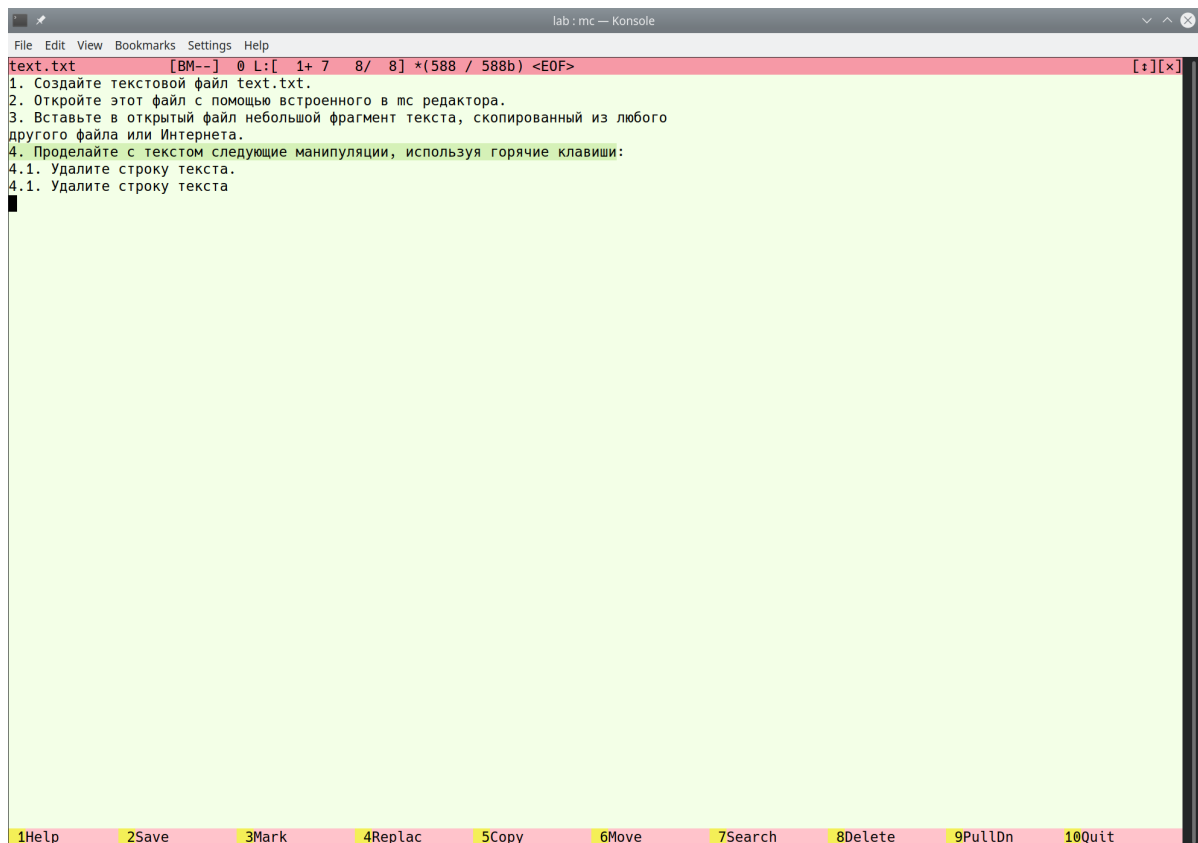 lab : mc — Konsole
File Edit View Bookmarks Settings Help
text.txt [BM--] 0 L:[ 1+ 7 8/ 8] *(588 / 588b) <EOF> [↕][×]
1. Создайте текстовой файл text.txt.
2. Откройте этот файл с помощью встроенного в mc редактора.
3. Вставьте в открытый файл небольшой фрагмент текста, скопированный из любого
другого файла или Интернета.
4. Проделайте с текстом следующие манипуляции, используя горячие клавиши:
4.1. Удалите строку текста.
4.1. Удалите строку текста
1Help 2Save 3Mark 4Replac 5Copy 6Move 7Search 8Delete 9PullDn 10Quit